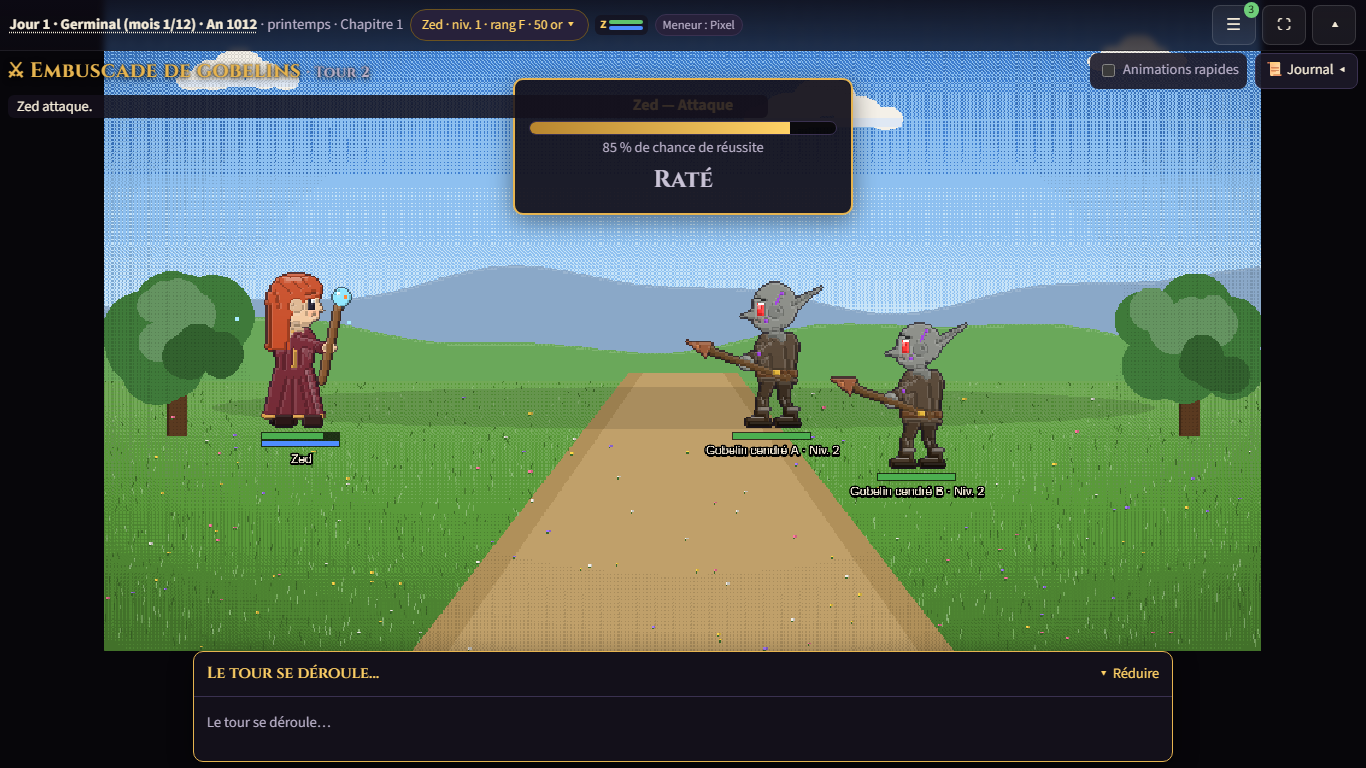 Jour 1 · Germinal (mois 1/12) · An 1012 · printemps · Chapitre 1
Zed · niv. 1 · rang F · 50 or ▾
Z
Meneur : Pixel
3
⚔ Embuscade de gobelins · Tour 2
Animations rapides
Journal
Zed attaque.
Zed — Attaque
85 % de chance de réussite
Raté
Zed
Gobelin cendré A · Niv. 2
Gobelin cendré B · Niv. 2
Le tour se déroule…
Réduire
Le tour se déroule…